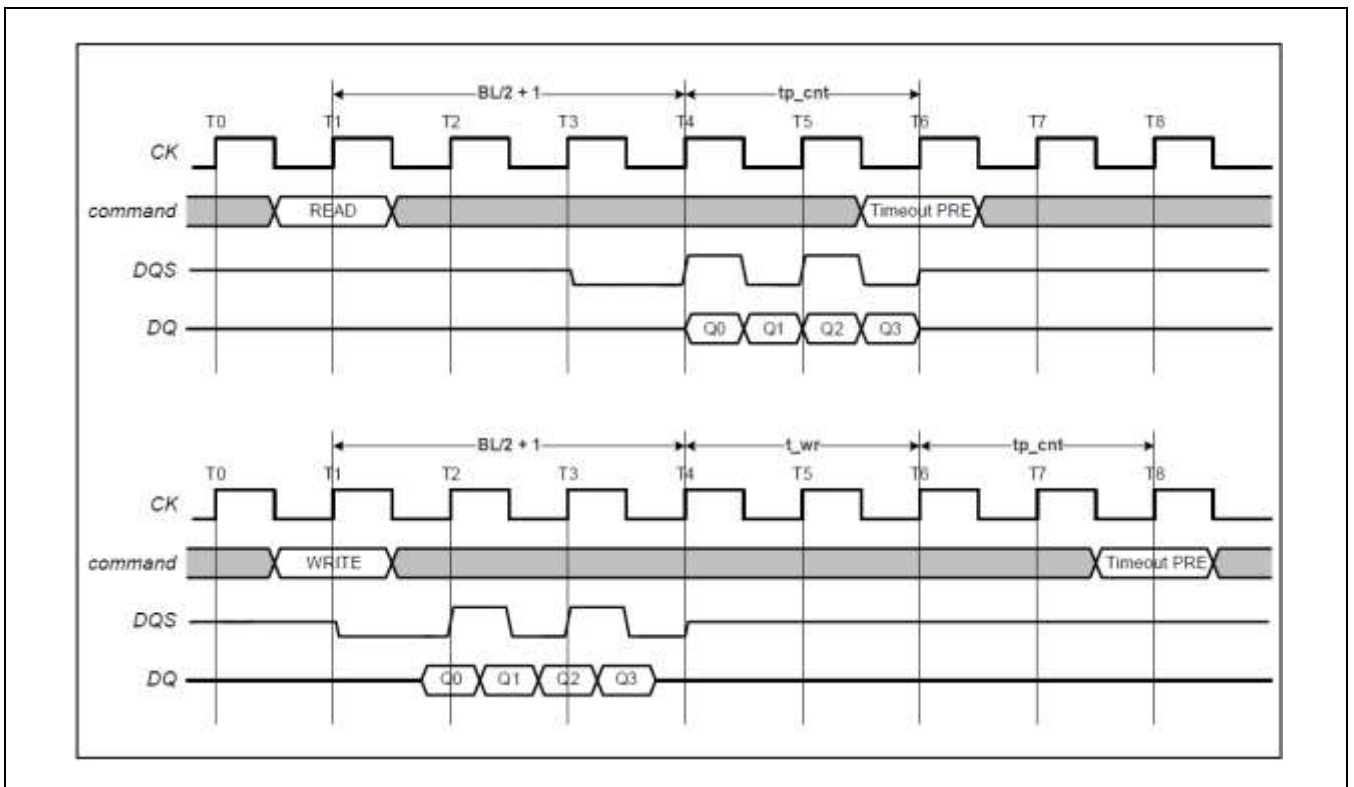 BL/2 + 1 tp_cnt
T0 T1 T2 T3 T4 T5 T6 T7 T8
CK
command READ Timeout PRE
DQS
DQ Q0 Q1 Q2 Q3
BL/2 + 1 t_wr tp_cnt
T0 T1 T2 T3 T4 T5 T6 T7 T8
CK
command WRITE Timeout PRE
DQS
DQ Q0 Q1 Q2 Q3